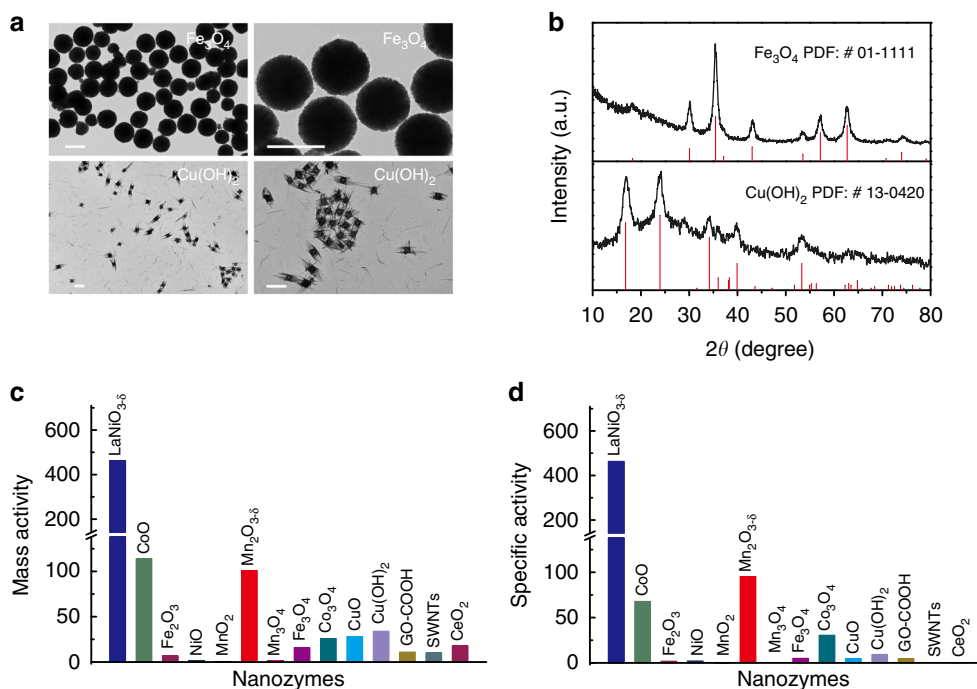 a
Fe₃O₄
Fe₃O₄
Cu(OH)₂
Cu(OH)₂
b
Intensity (a.u.)
Fe₃O₄ PDF: # 01-1111
Cu(OH)₂ PDF: # 13-0420
10 20 30 40 50 60 70 80
2θ (degree)
c
Mass activity
600
400
200
100
50
0
LaNiO₃₋δ
CoO
Fe₂O₃
NiO
MnO₂
Mn₂O₃₋δ
Mn₃O₄
Fe₃O₄
Co₃O₄
CuO
Cu(OH)₂
GO-COOH
SWNTs
CeO₂
Nanozymes
d
Specific activity
600
400
200
100
50
0
LaNiO₃₋δ
CoO
Fe₂O₃
NiO
MnO₂
Mn₂O₃₋δ
Mn₃O₄
Fe₃O₄
Co₃O₄
CuO
Cu(OH)₂
GO-COOH
SWNTs
CeO₂
Nanozymes